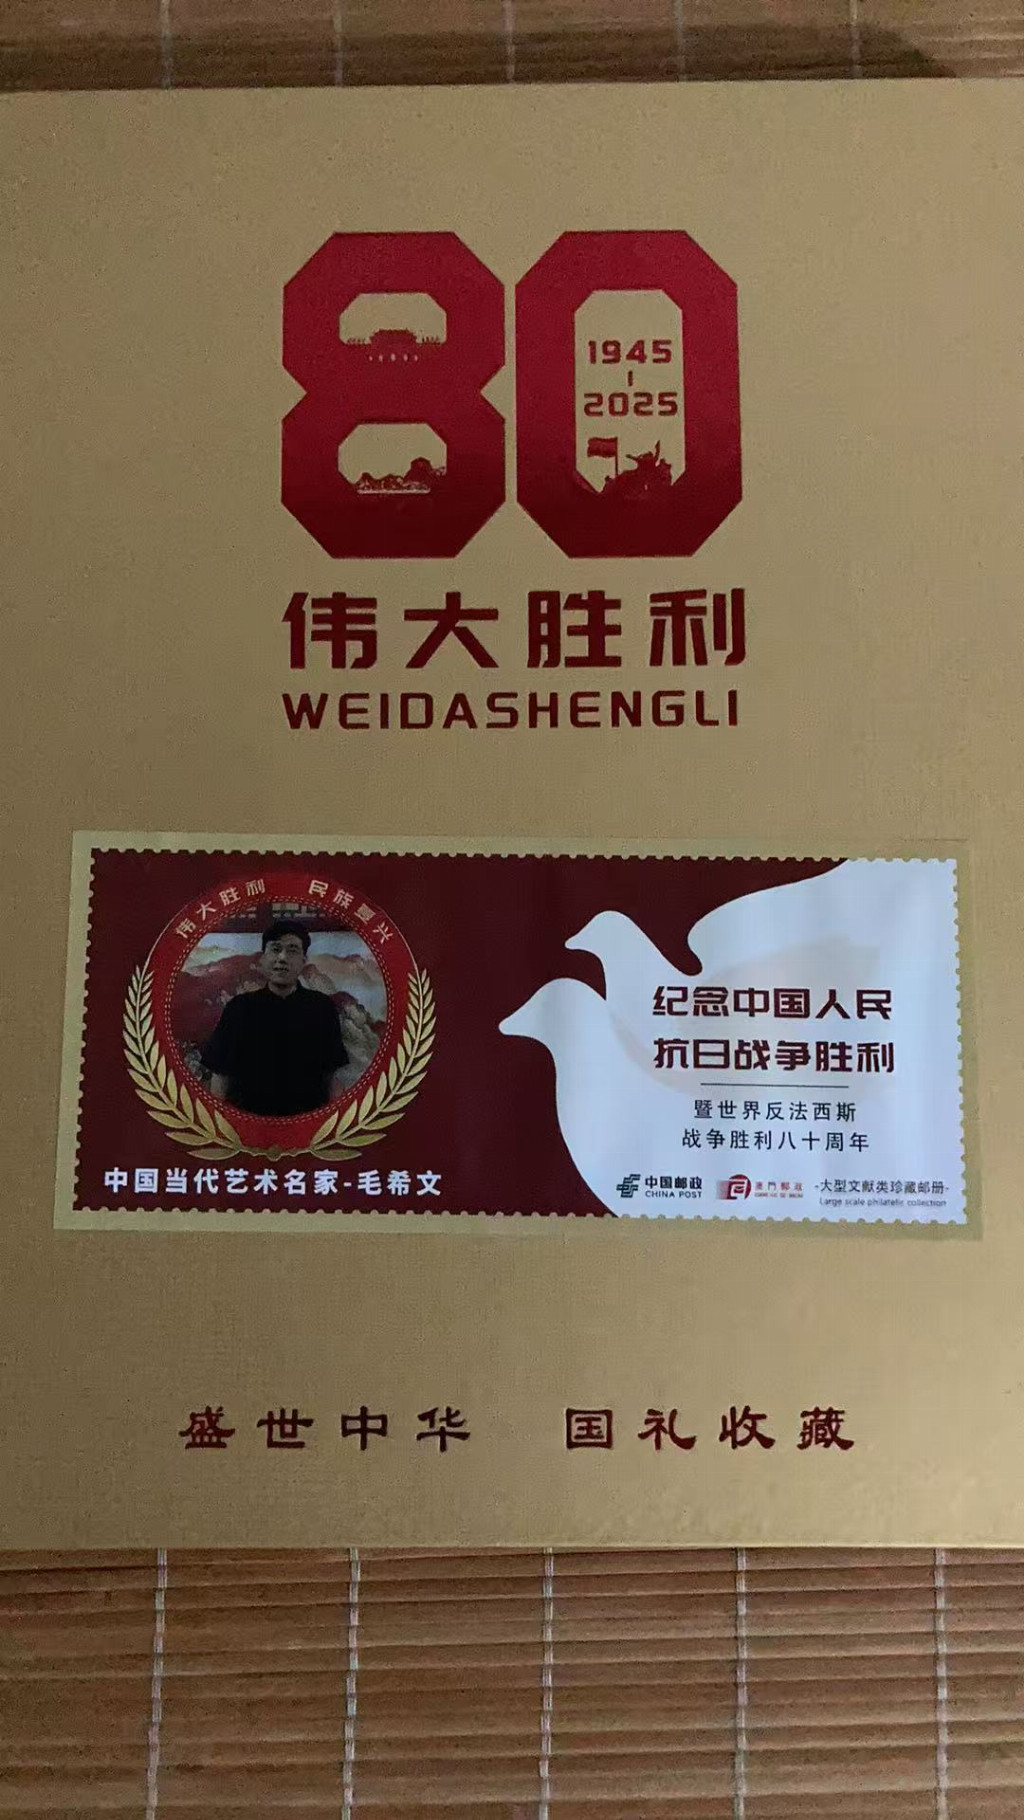 80
1945
2025
伟大胜利
WEIDASHENGLI
伟大胜利 民族复兴
中国当代艺术名家-毛希文
纪念中国人民
抗日战争胜利
暨世界反法西斯
战争胜利八十周年
中国邮政
CHINA POST
澳門郵政
-大型文献类珍藏邮册-
Large scale philatelic collection
盛世中华 国礼收藏